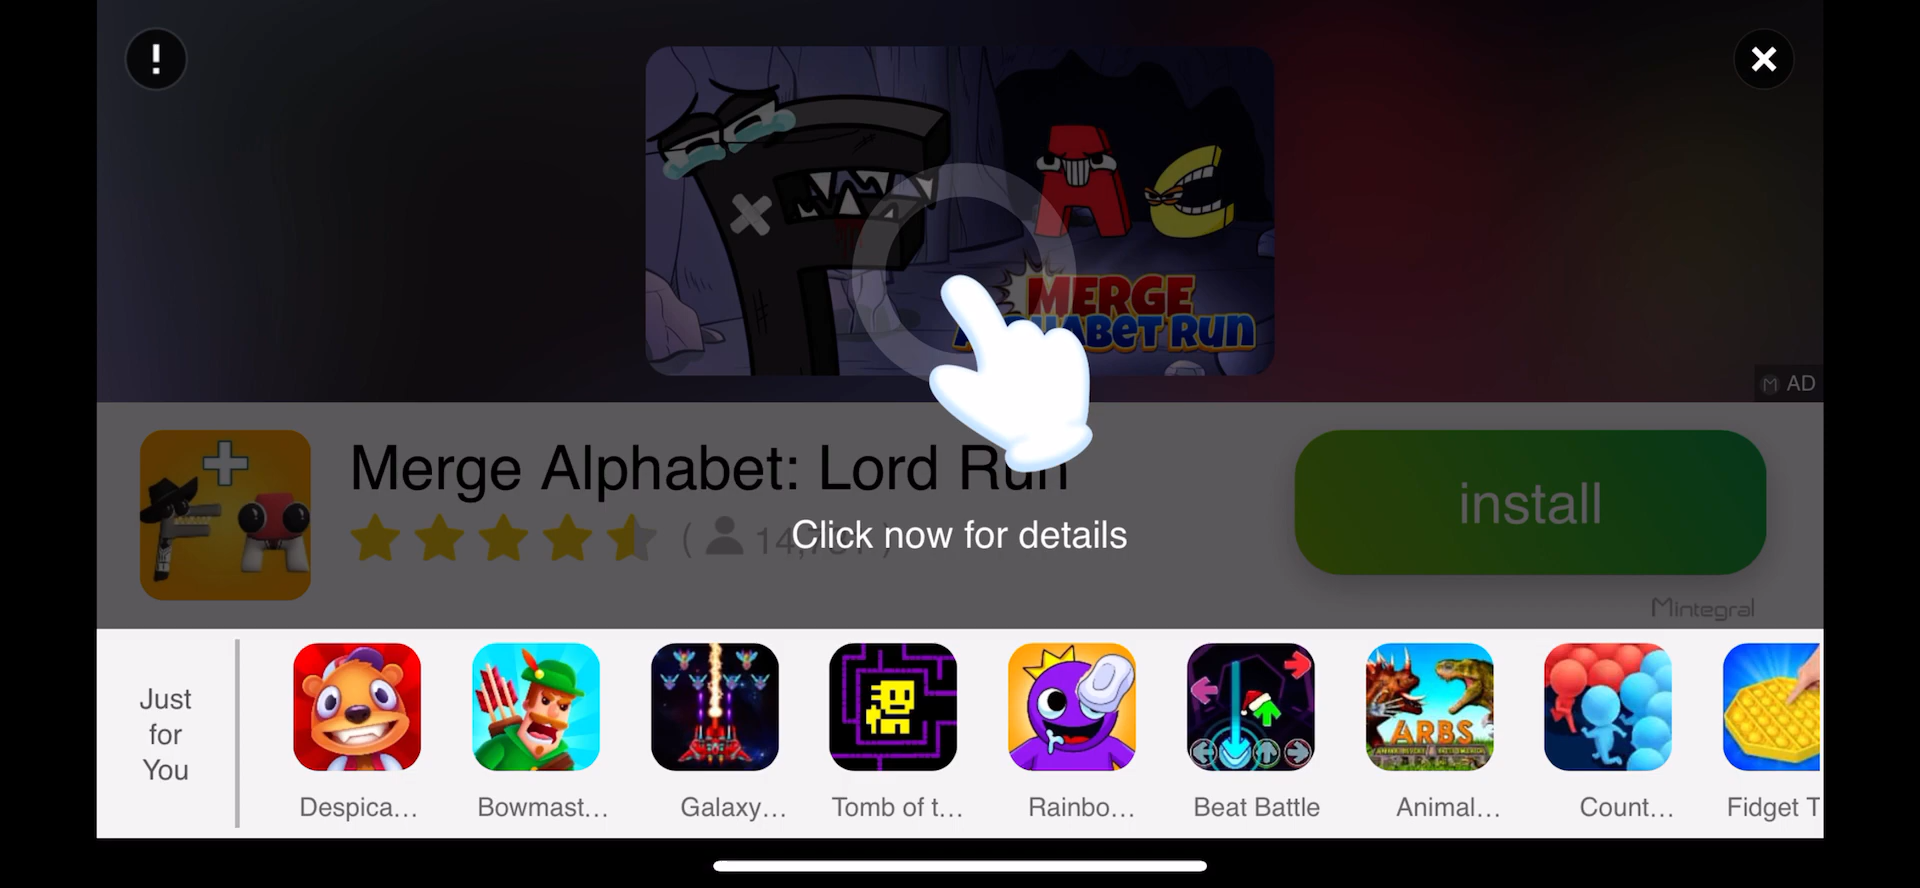 !
MERGE
ALPHABET RUN
M AD
Merge Alphabet: Lord Run
Click now for details
install
Mintegral
Just
for
You
ARBS
Despica...
Bowmast...
Galaxy...
Tomb of t...
Rainbo...
Beat Battle
Animal...
Count...
Fidget T